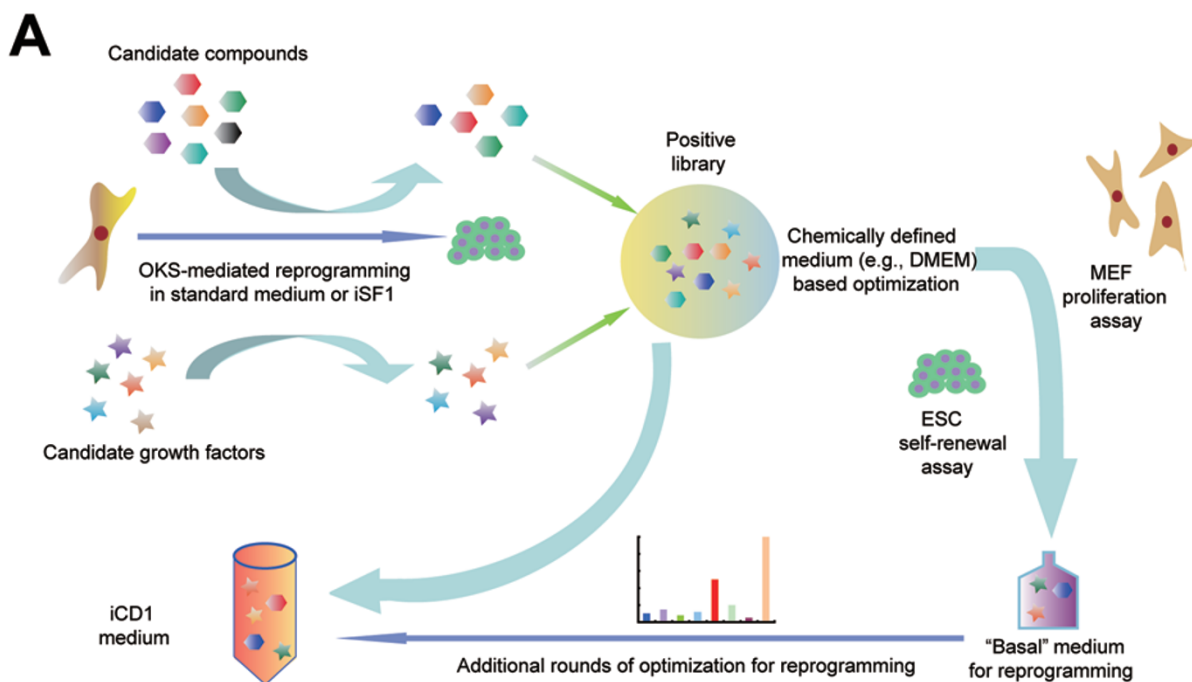 A
Candidate compounds
OKS-mediated reprogramming
in standard medium or iSF1
Candidate growth factors
Positive
library
Chemically defined
medium (e.g., DMEM)
based optimization
MEF
proliferation
assay
ESC
self-renewal
assay
iCD1
medium
Additional rounds of optimization for reprogramming
“Basal” medium
for reprogramming